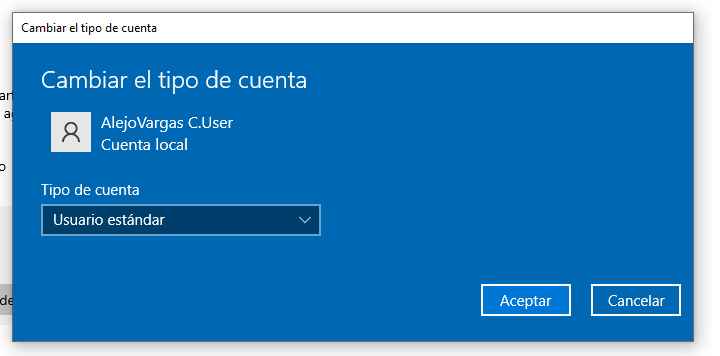 Cambiar el tipo de cuenta
Cambiar el tipo de cuenta
AlejoVargas C.User
Cuenta local
Tipo de cuenta
Usuario estándar
Aceptar
Cancelar